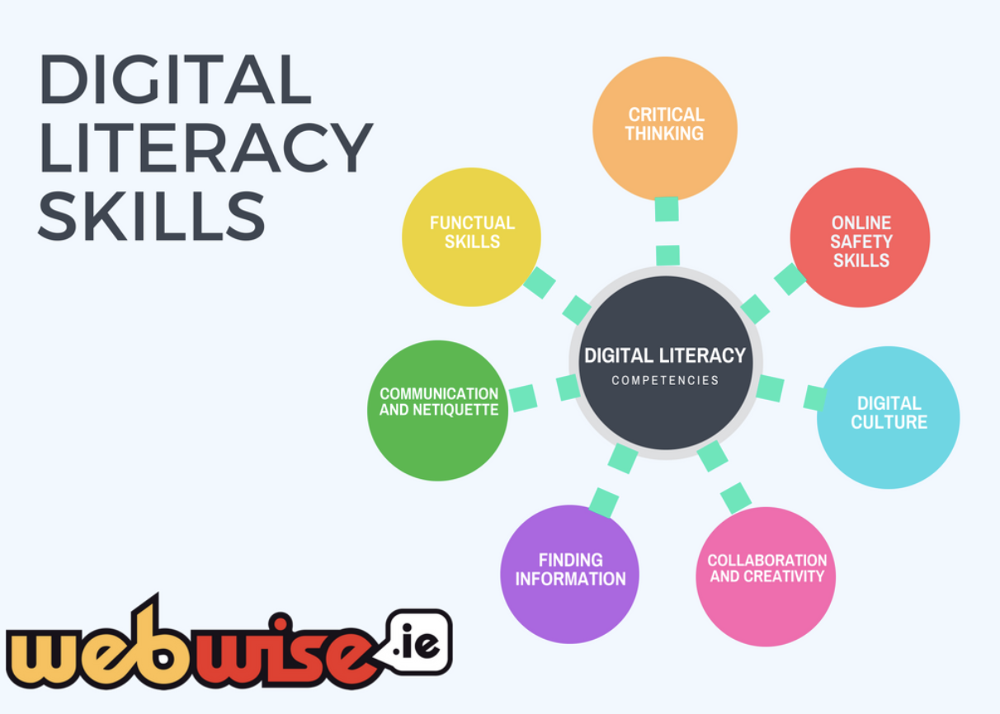 DIGITAL
LITERACY
SKILLS
CRITICAL
THINKING
FUNCTUAL
SKILLS
ONLINE
SAFETY
SKILLS
DIGITAL LITERACY
COMPETENCIES
COMMUNICATION
AND NETIQUETTE
DIGITAL
CULTURE
FINDING
INFORMATION
COLLABORATION
AND CREATIVITY
webwise.ie